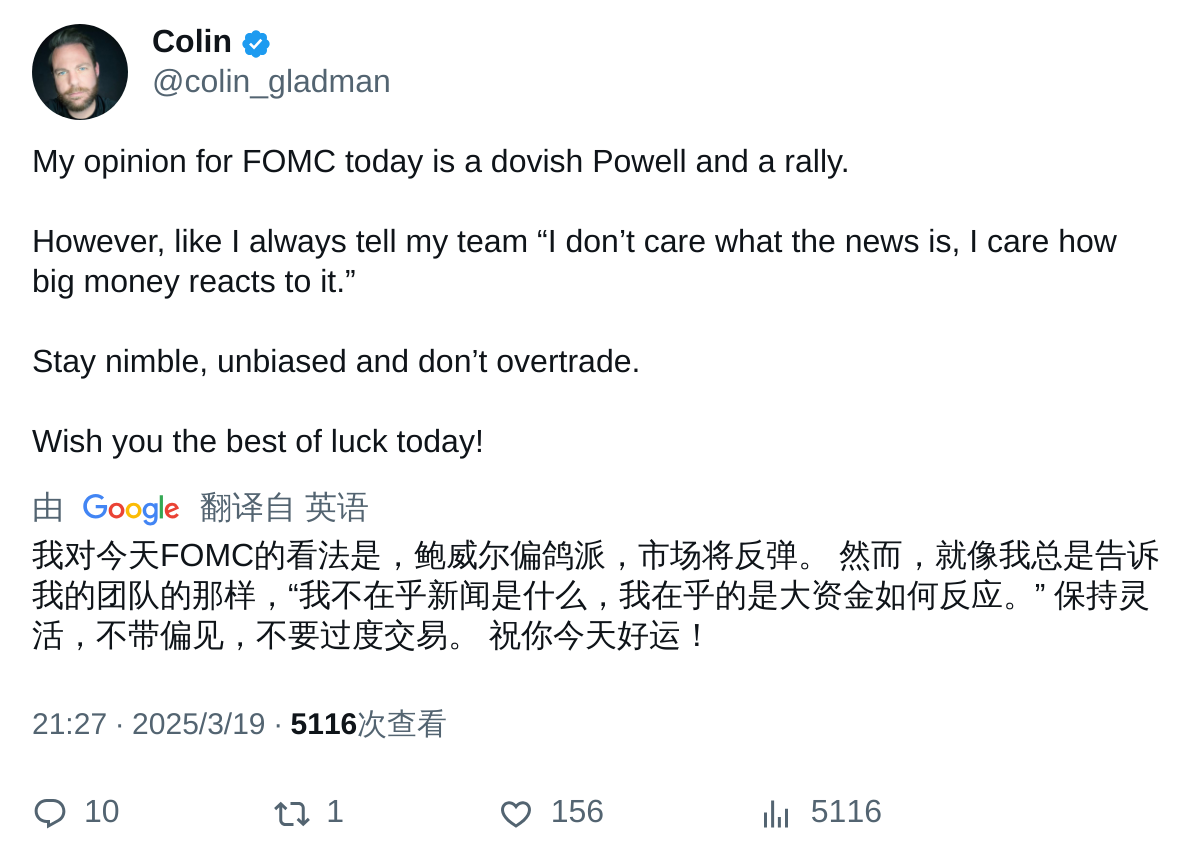 Colin
@colin_gladman
My opinion for FOMC today is a dovish Powell and a rally.
However, like I always tell my team “I don’t care what the news is, I care how
big money reacts to it.”
Stay nimble, unbiased and don’t overtrade.
Wish you the best of luck today!
由 Google 翻译自 英语
我对今天FOMC的看法是，鲍威尔偏鸽派，市场将反弹。 然而，就像我总是告诉
我的团队的那样，“我不在乎新闻是什么，我在乎的是大资金如何反应。” 保持灵
活，不带偏见，不要过度交易。 祝你今天好运！
21:27 · 2025/3/19 · 5116次查看
10 1 156 5116